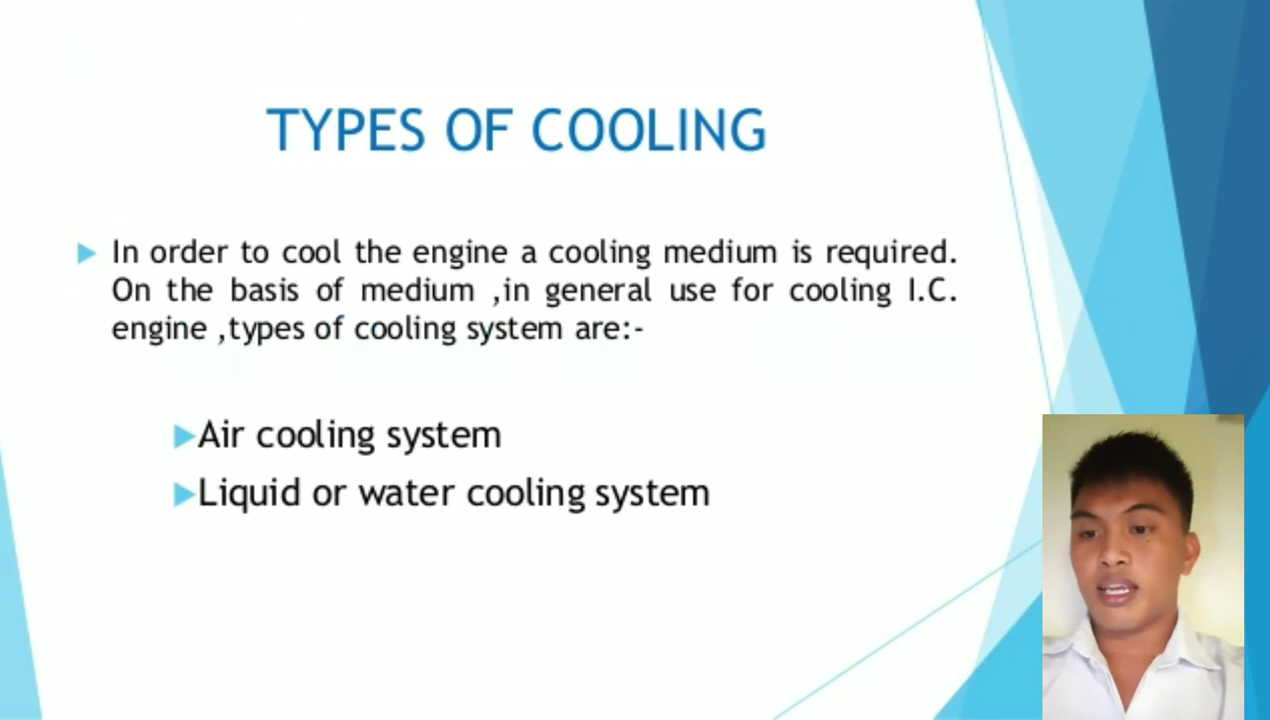 TYPES OF COOLING
In order to cool the engine a cooling medium is required.
On the basis of medium ,in general use for cooling I.C.
engine ,types of cooling system are:-
Air cooling system
Liquid or water cooling system